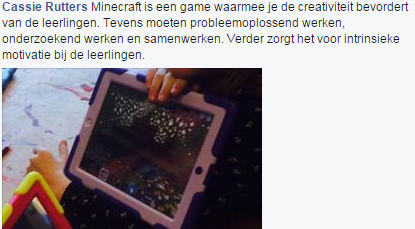 Cassie Rutters Minecraft is een game waarmee je de creativiteit bevordert
van de leerlingen. Tevens moeten probleemoplossend werken,
onderzoekend werken en samenwerken. Verder zorgt het voor intrinsieke
motivatie bij de leerlingen.